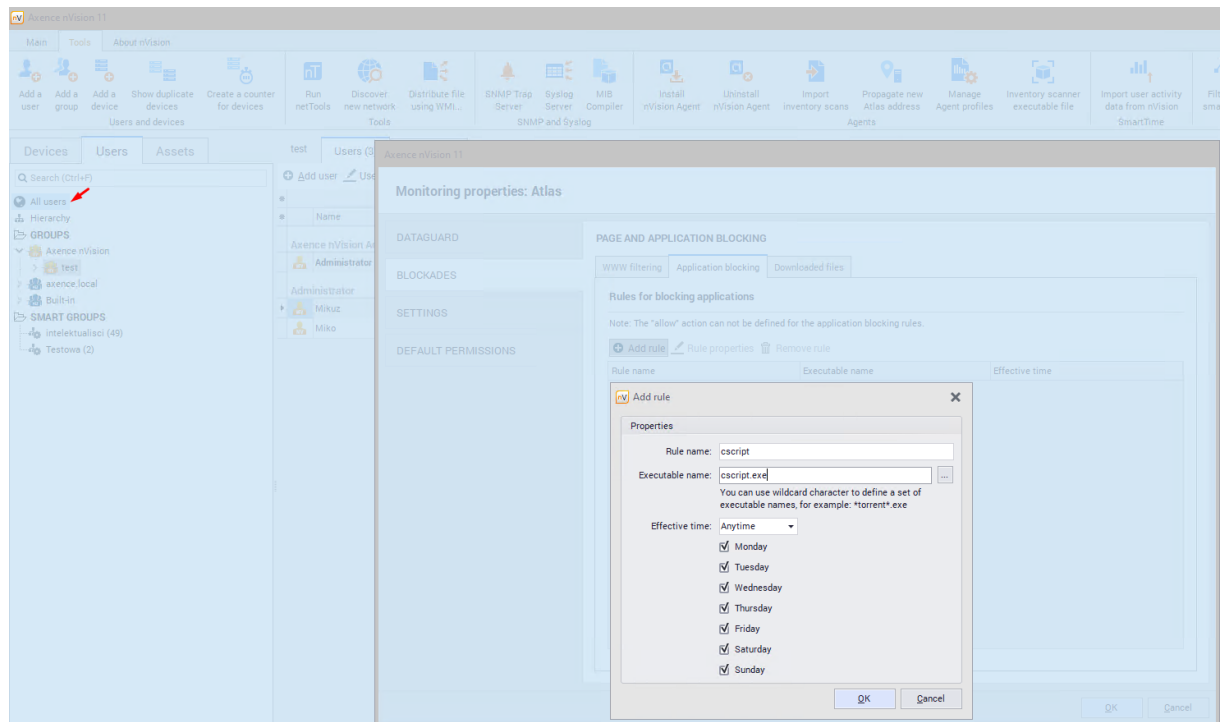 nV Axence nVision 11
Main Tools About nVision
Add a user
Add a group
Add a device
Show duplicate devices
Create a counter for devices
Users and devices
nT
Run netTools
Discover new network
Distribute file using WMI...
Tools
SNMP Trap Server
Syslog Server
MIB Compiler
SNMP and Syslog
Install nVision Agent
Uninstall nVision Agent
Import inventory scans
Propagate new Atlas address
Manage Agent profiles
Inventory scanner executable file
Agents
Import user activity data from nVision
SmartTime
Devices Users Assets
Search (Ctrl+F)
All users
Hierarchy
GROUPS
Axence nVision
test
axence.local
Built-in
SMART GROUPS
intelektualisci (49)
Testowa (2)
test Users (3
Add user
Name
Administrator
Administrator
Mikuz
Miko
Axence nVision 11
Monitoring properties: Atlas
DATAGUARD
BLOCKADES
SETTINGS
DEFAULT PERMISSIONS
PAGE AND APPLICATION BLOCKING
WWW filtering Application blocking Downloaded files
Rules for blocking applications
Note: The "allow" action can not be defined for the application blocking rules.
Add rule Rule properties Remove rule
Rule name Executable name Effective time
nV Add rule
Properties
Rule name: cscript
Executable name: cscript.exe ...
You can use wildcard character to define a set of
executable names, for example: *torrent*.exe
Effective time: Anytime
Monday
Tuesday
Wednesday
Thursday
Friday
Saturday
Sunday
OK Cancel
OK Cancel